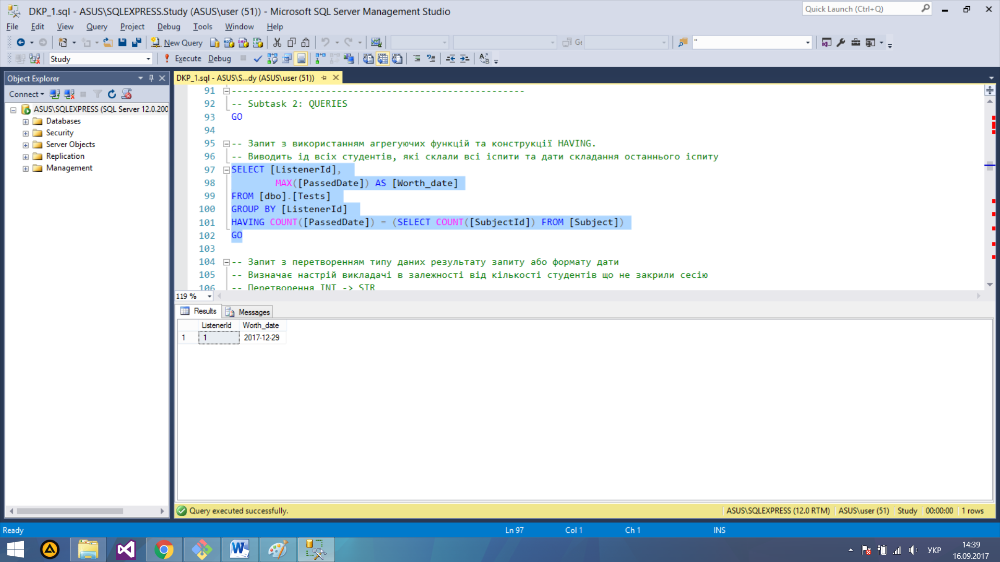 DKP_1.sql - ASUS\SQLEXPRESS.Study (ASUS\user (51)) - Microsoft SQL Server Management Studio
Quick Launch (Ctrl+Q)
File Edit View Query Project Debug Tools Window Help
New Query
"
Study
Execute Debug
Object Explorer
Connect
ASUS\SQLEXPRESS (SQL Server 12.0.200
Databases
Security
Server Objects
Replication
Management
DKP_1.sql - ASUS\S...dy (ASUS\user (51))
91 -----------------------------------------------------
92 -- Subtask 2: QUERIES
93 GO
94
95 -- Запит з використанням агрегуючих функцій та конструкції HAVING.
96 -- Виводить ід всіх студентів, які склали всі іспити та дати складання останнього іспиту
97 SELECT [ListenerId],
98 MAX([PassedDate]) AS [Worth_date]
99 FROM [dbo].[Tests]
100 GROUP BY [ListenerId]
101 HAVING COUNT([PassedDate]) = (SELECT COUNT([SubjectId]) FROM [Subject])
102 GO
103
104 -- Запит з перетворенням типу даних результату запиту або формату дати
105 -- Визначає настрій викладачі в залежності від кількості студентів що не закрили сесію
106 -- Перетворення INT -> STR
119 %
Results Messages
ListenerId Worth_date
1 1 2017-12-29
Query executed successfully.
ASUS\SQLEXPRESS (12.0 RTM) ASUS\user (51) Study 00:00:00 1 rows
Ready Ln 97 Col 1 Ch 1 INS
УКР
14:39
16.09.2017